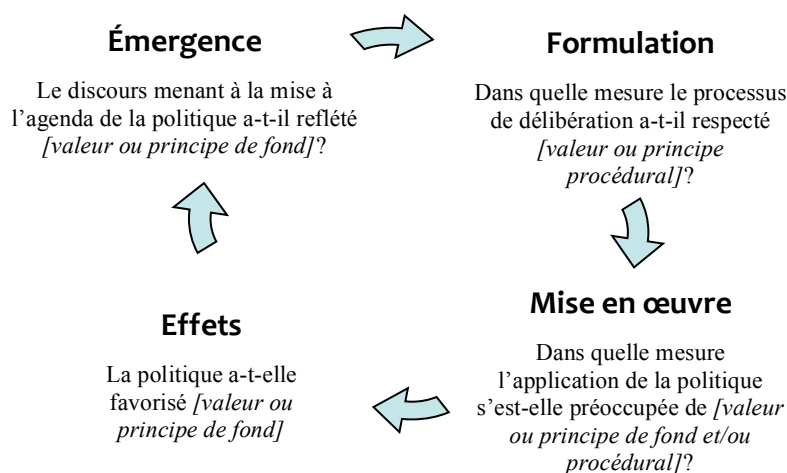 Émergence
Le discours menant à la mise à
l'agenda de la politique a-t-il reflété
[valeur ou principe de fond]?
Formulation
Dans quelle mesure le processus
de délibération a-t-il respecté
[valeur ou principe
procédural]?
Mise en œuvre
Dans quelle mesure
l'application de la politique
s'est-elle préoccupée de [valeur
ou principe de fond et/ou
procédural]?
Effets
La politique a-t-elle
favorisé [valeur ou
principe de fond]